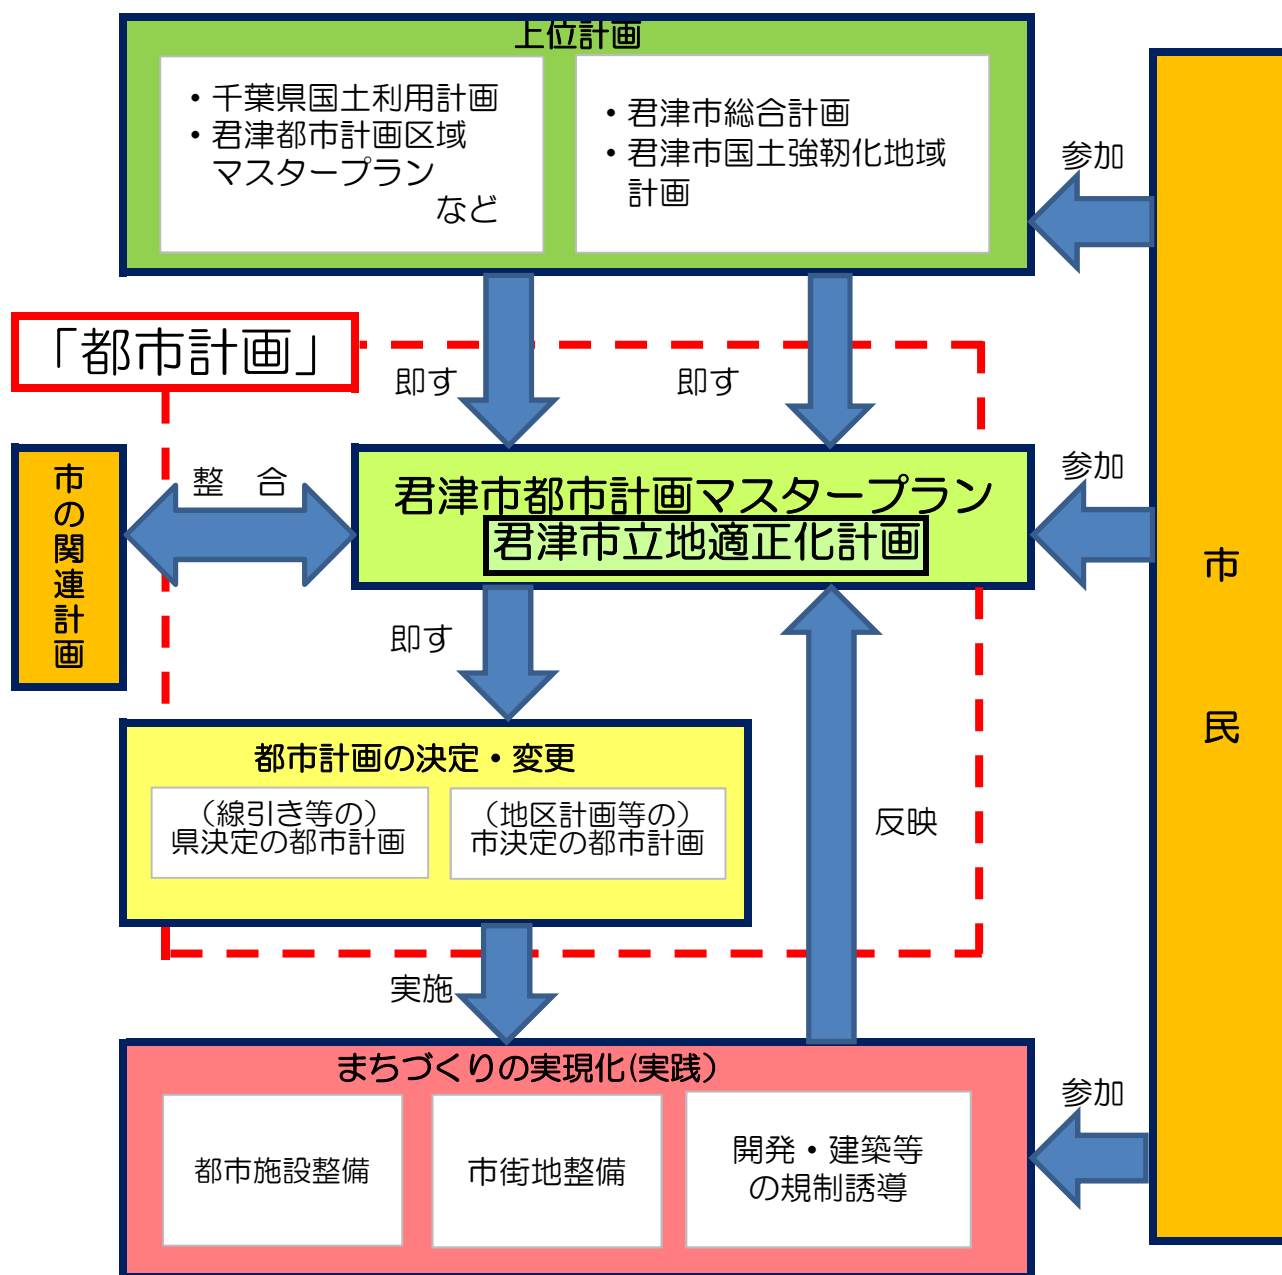 上位計画
・千葉県国土利用計画
・君津都市計画区域
マスタープラン
など
・君津市総合計画
・君津市国土強靭化地域
計画
参加
「都市計画」
即す
即す
市の関連計画
整　合
君津市都市計画マスタープラン
君津市立地適正化計画
参加
市民
即す
都市計画の決定・変更
（線引き等の）
県決定の都市計画
（地区計画等の）
市決定の都市計画
反映
実施
まちづくりの実現化(実践）
都市施設整備
市街地整備
開発・建築等
の規制誘導
参加